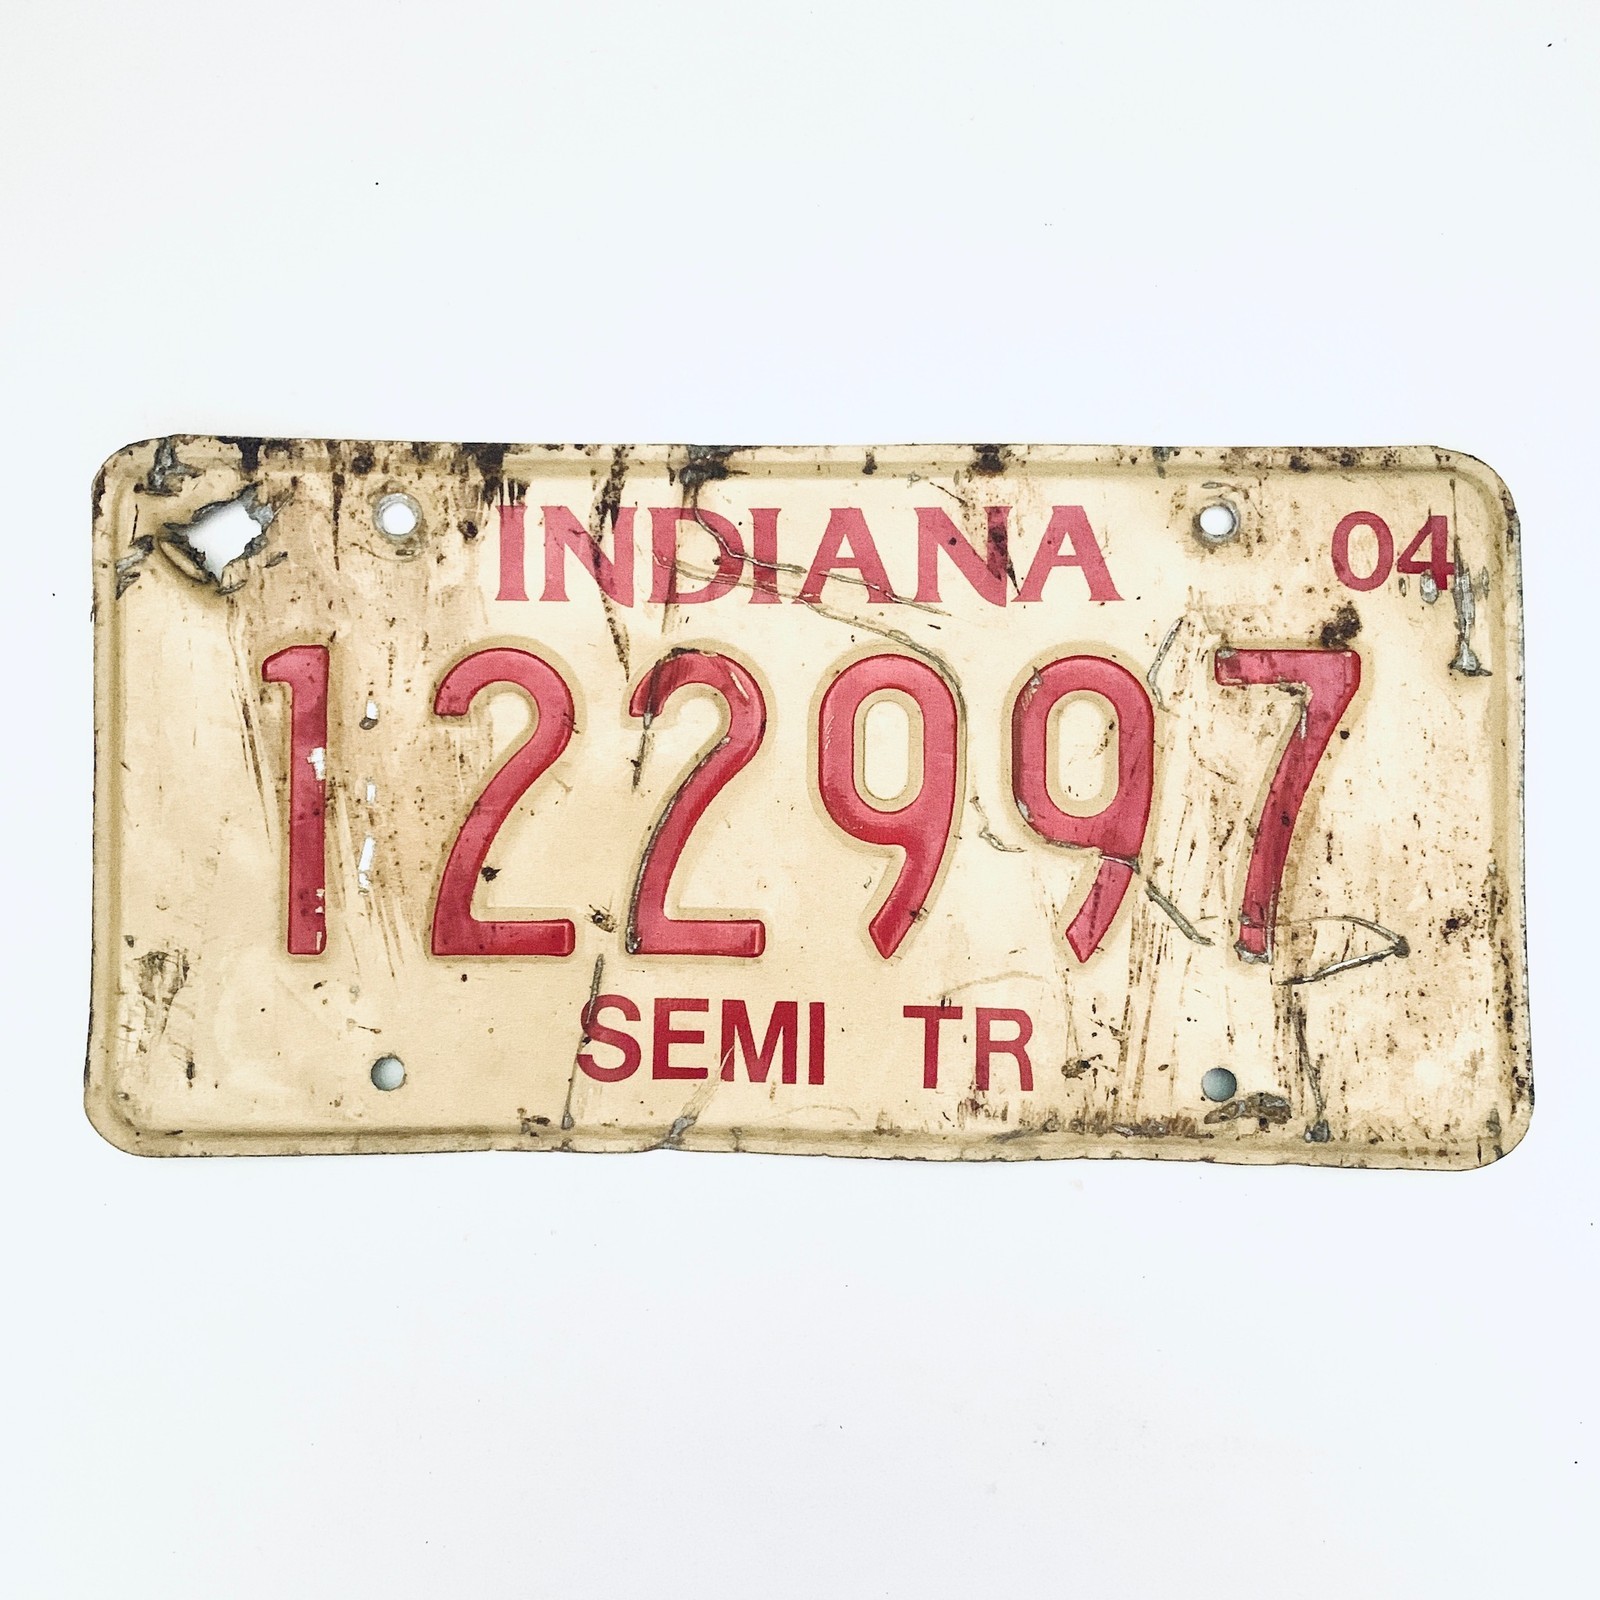 INDIANA 04
122997
SEMI TR